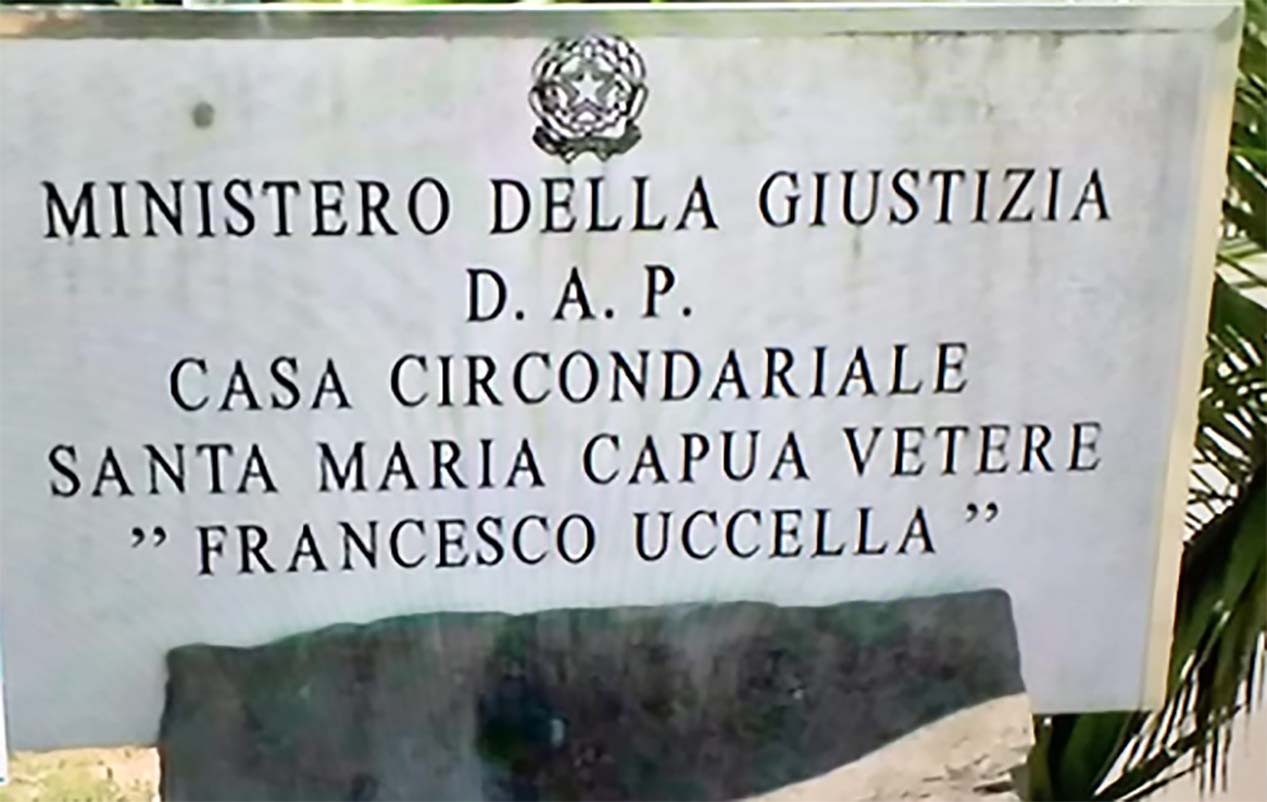 MINISTERO DELLA GIUSTIZIA
D. A. P.
CASA CIRCONDARIALE
SANTA MARIA CAPUA VETERE
” FRANCESCO UCCELLA ”